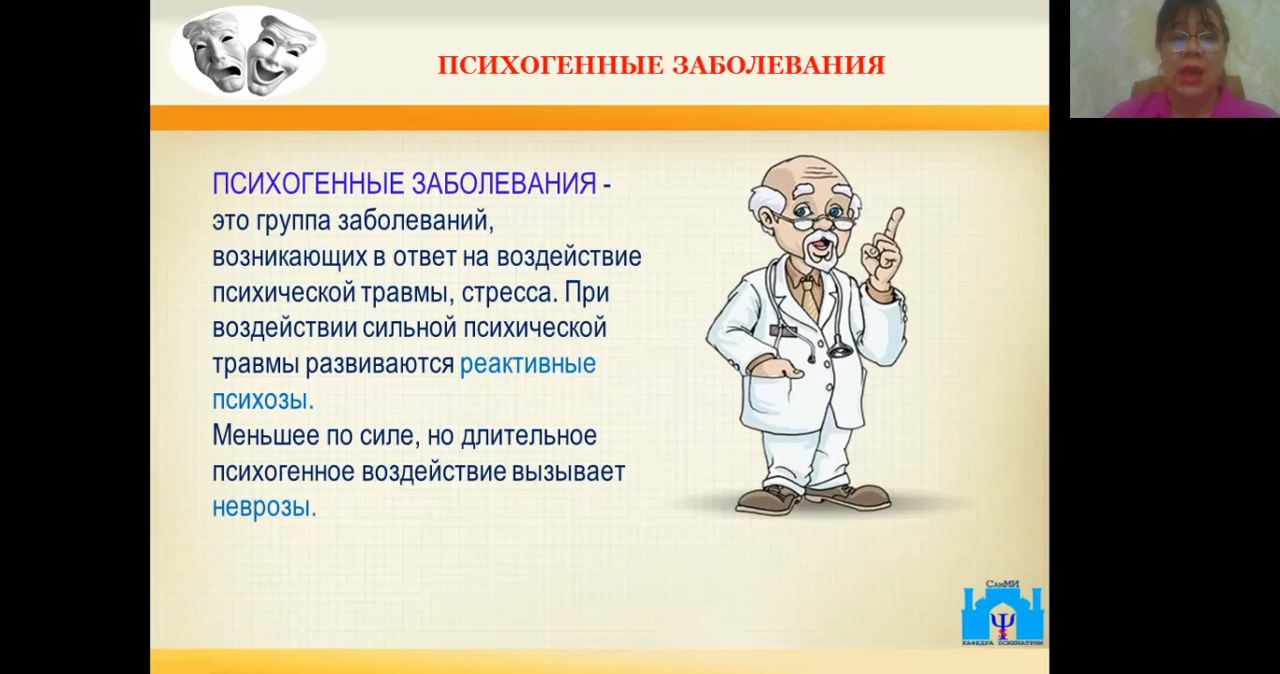 ПСИХОГЕННЫЕ ЗАБОЛЕВАНИЯ
ПСИХОГЕННЫЕ ЗАБОЛЕВАНИЯ -
это группа заболеваний,
возникающих в ответ на воздействие
психической травмы, стресса. При
воздействии сильной психической
травмы развиваются реактивные
психозы.
Меньшее по силе, но длительное
психогенное воздействие вызывает
неврозы.
СамМИ
Ψ
КАФЕДРА ПСИХИАТРИИ